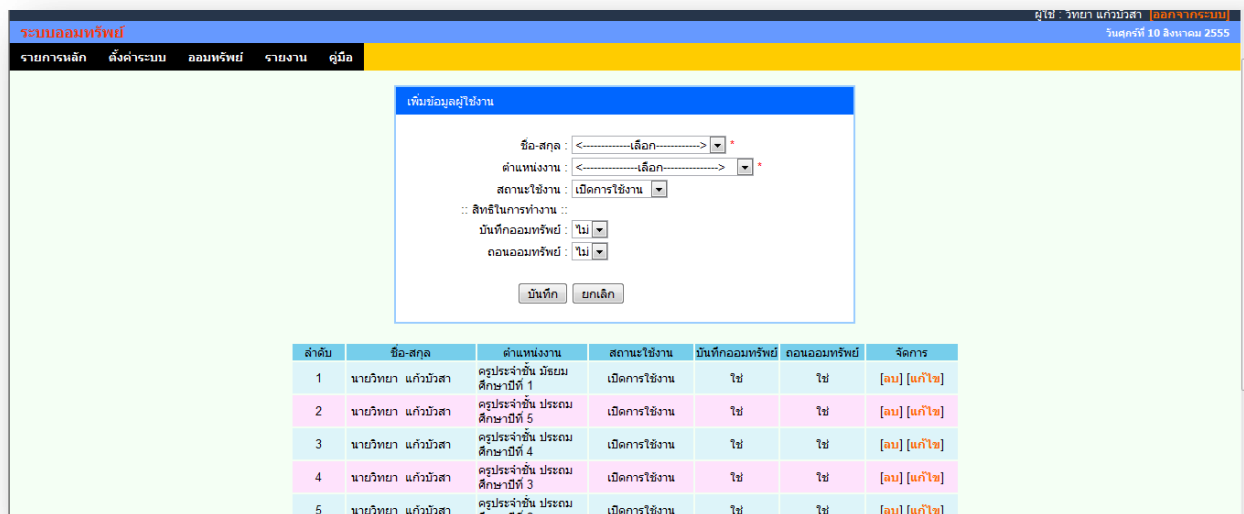 ผู้ใช้ : วิทยา แก้วบัวสา [ออกจากระบบ]
ระบบออมทรัพย์
วันศุกร์ที่ 10 สิงหาคม 2555
รายการหลัก ตั้งค่าระบบ ออมทรัพย์ รายงาน คู่มือ
เพิ่มข้อมูลผู้ใช้งาน
ชื่อ-สกุล : <-------------เลือก------------> *
ตำแหน่งงาน : <---------------เลือก---------------> *
สถานะใช้งาน : เปิดการใช้งาน
:: สิทธิในการทำงาน ::
บันทึกออมทรัพย์ : ไม่
ถอนออมทรัพย์ : ไม่
บันทึก ยกเลิก
ลำดับ ชื่อ-สกุล ตำแหน่งงาน สถานะใช้งาน บันทึกออมทรัพย์ ถอนออมทรัพย์ จัดการ
1 นายวิทยา แก้วบัวสา ครูประจำชั้น มัธยม เปิดการใช้งาน ใช่ ใช่ [ลบ] [แก้ไข]
ศึกษาปีที่ 1
2 นายวิทยา แก้วบัวสา ครูประจำชั้น ประถม เปิดการใช้งาน ใช่ ใช่ [ลบ] [แก้ไข]
ศึกษาปีที่ 5
3 นายวิทยา แก้วบัวสา ครูประจำชั้น ประถม เปิดการใช้งาน ใช่ ใช่ [ลบ] [แก้ไข]
ศึกษาปีที่ 4
4 นายวิทยา แก้วบัวสา ครูประจำชั้น ประถม เปิดการใช้งาน ใช่ ใช่ [ลบ] [แก้ไข]
ศึกษาปีที่ 3
5 นายวิทยา แก้วบัวสา ครูประจำชั้น ประถม เปิดการใช้งาน ใช่ ใช่ [ลบ] [แก้ไข]